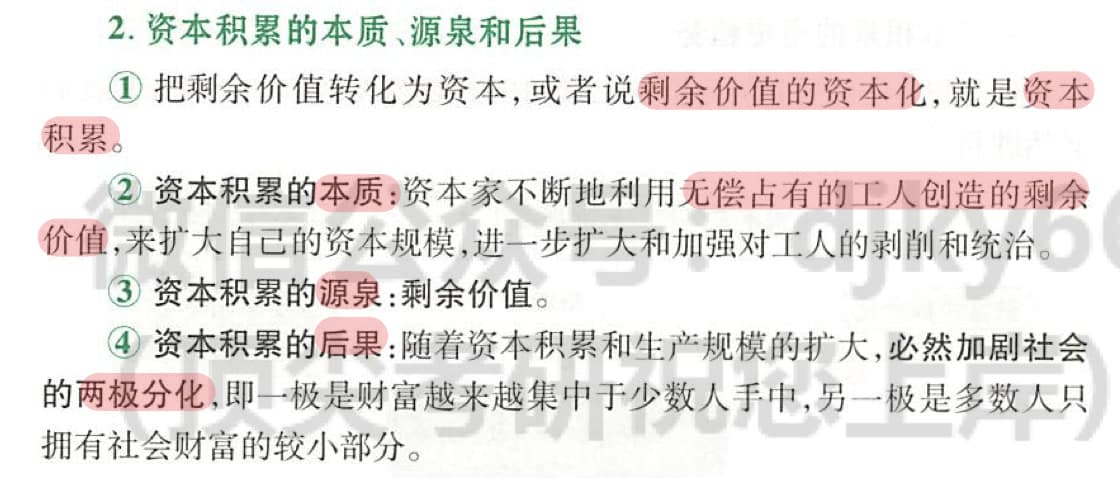 2. 资本积累的本质、源泉和后果
① 把剩余价值转化为资本,或者说剩余价值的资本化,就是资本
积累。
② 资本积累的本质:资本家不断地利用无偿占有的工人创造的剩余
价值,来扩大自己的资本规模,进一步扩大和加强对工人的剥削和统治。
③ 资本积累的源泉:剩余价值。
④ 资本积累的后果:随着资本积累和生产规模的扩大,必然加剧社会
的两极分化,即一极是财富越来越集中于少数人手中,另一极是多数人只
拥有社会财富的较小部分。
微信公众号: djky66
(顶尖考研祝您上岸)